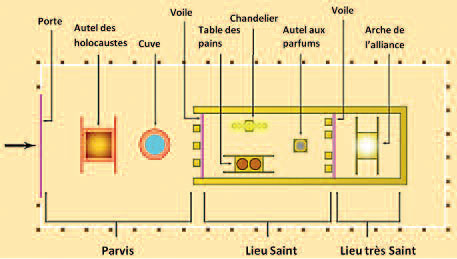 Porte
Autel des
holocaustes
Cuve
Voile
Table des
pains
Chandelier
Autel aux
parfums
Voile
Arche de
l'alliance
Parvis
Lieu Saint
Lieu très Saint